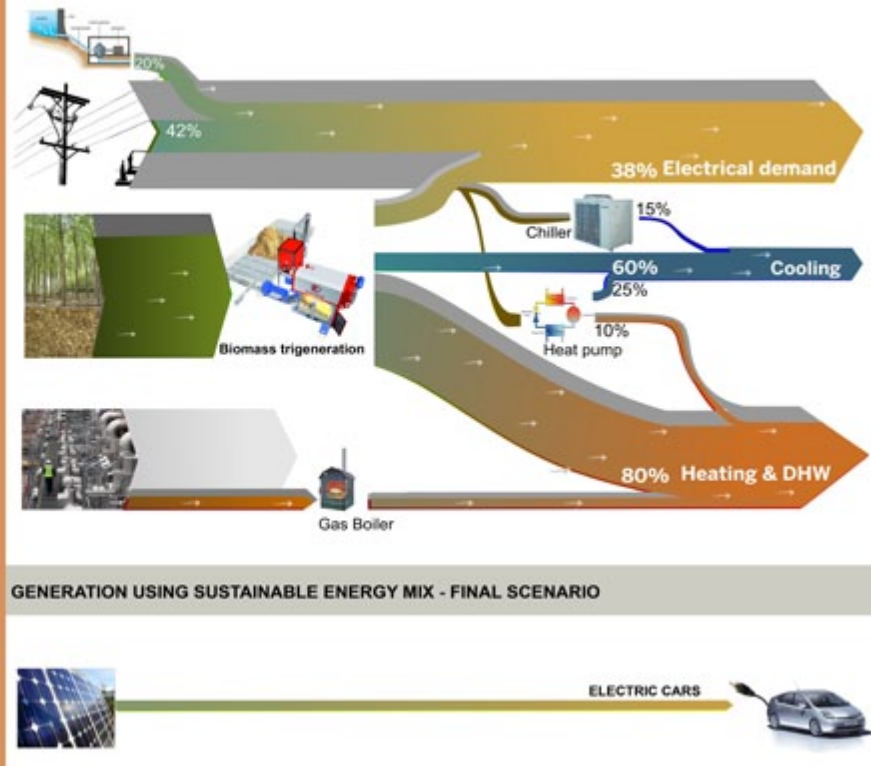 20%
42%
38% Electrical demand
Chiller
15%
60%
Cooling
25%
10%
Heat pump
Biomass trigeneration
80% Heating & DHW
Gas Boiler
GENERATION USING SUSTAINABLE ENERGY MIX - FINAL SCENARIO
ELECTRIC CARS